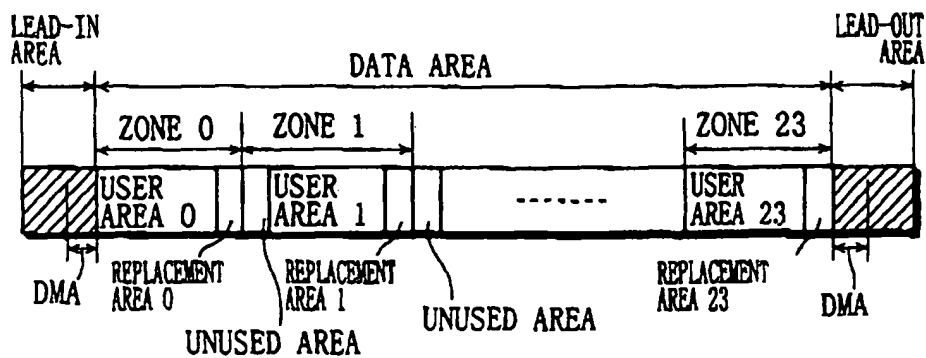 LEAD-IN
AREA
LEAD-OUT
AREA
DATA AREA
ZONE 0
ZONE 1
ZONE 23
USER
AREA 0
USER
AREA 1
USER
AREA 23
DMA
REPLACEMENT
AREA 0
REPLACEMENT
AREA 1
REPLACEMENT
AREA 23
DMA
UNUSED AREA
UNUSED AREA